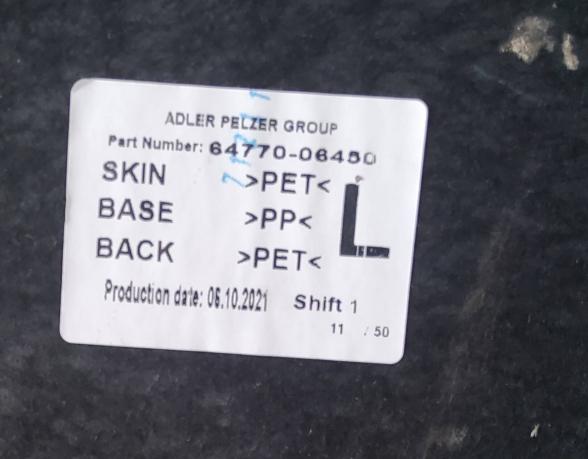 ADLER PELZER GROUP
Part Number: 64770-06450
SKIN >PET<
BASE >PP<
BACK >PET<
L
Production date: 06.10.2021 Shift 1
11 / 50